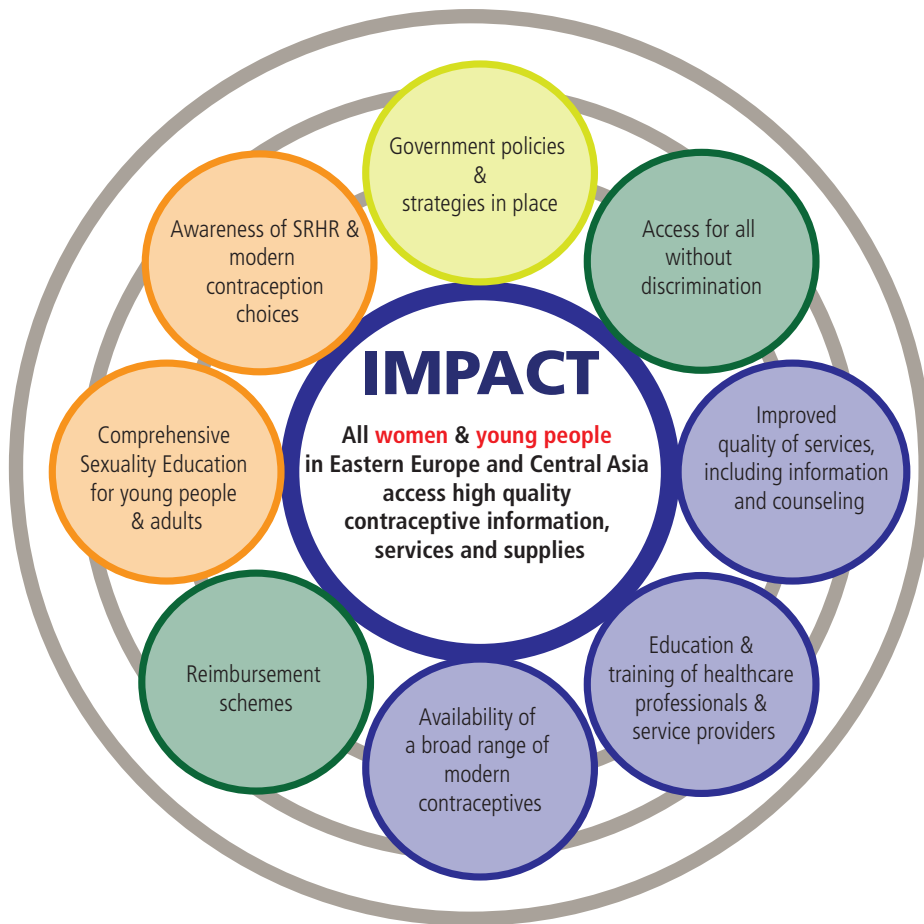 Government policies
&
strategies in place
Access for all
without
discrimination
Improved
quality of services,
including information
and counseling
Education &
training of healthcare
professionals &
service providers
Availability of
a broad range of
modern
contraceptives
Reimbursement
schemes
Comprehensive
Sexuality Education
for young people
& adults
Awareness of SRHR &
modern
contraception
choices
IMPACT
All women & young people
in Eastern Europe and Central Asia
access high quality
contraceptive information,
services and supplies